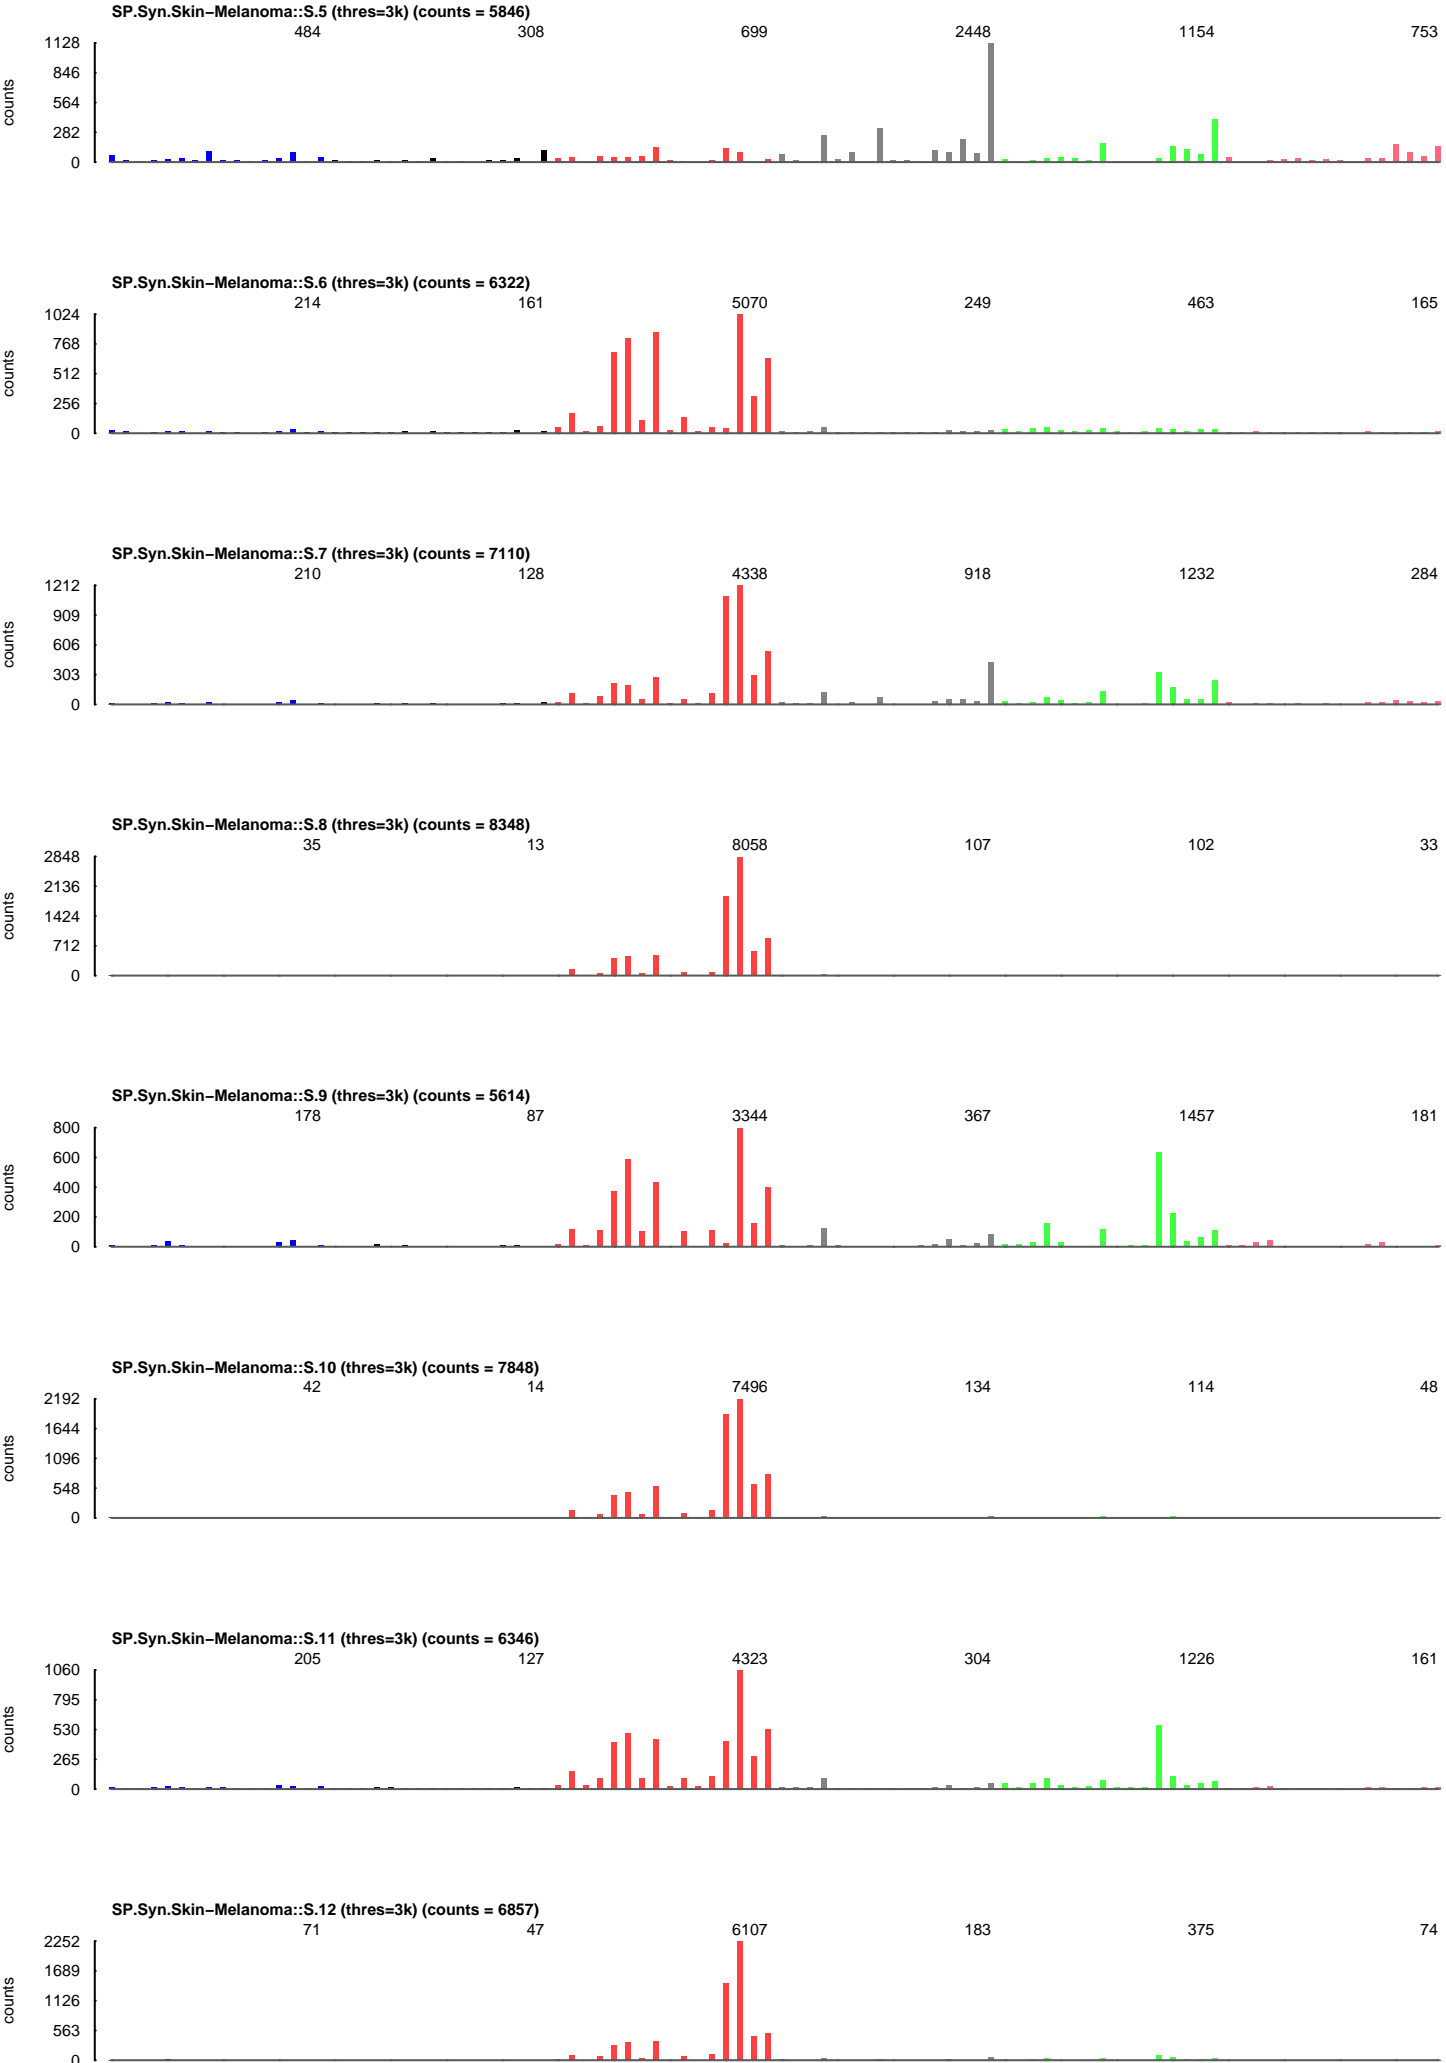 SP.Syn.Skin−Melanoma::S.5 (thres=3k) (counts = 5846)
484 308 699 2448 1154 753
1128
846
564
282
0
counts
SP.Syn.Skin−Melanoma::S.6 (thres=3k) (counts = 6322)
214 161 5070 249 463 165
1024
768
512
256
0
counts
SP.Syn.Skin−Melanoma::S.7 (thres=3k) (counts = 7110)
210 128 4338 918 1232 284
1212
909
606
303
0
counts
SP.Syn.Skin−Melanoma::S.8 (thres=3k) (counts = 8348)
35 13 8058 107 102 33
2848
2136
1424
712
0
counts
SP.Syn.Skin−Melanoma::S.9 (thres=3k) (counts = 5614)
178 87 3344 367 1457 181
800
600
400
200
0
counts
SP.Syn.Skin−Melanoma::S.10 (thres=3k) (counts = 7848)
42 14 7496 134 114 48
2192
1644
1096
548
0
counts
SP.Syn.Skin−Melanoma::S.11 (thres=3k) (counts = 6346)
205 127 4323 304 1226 161
1060
795
530
265
0
counts
SP.Syn.Skin−Melanoma::S.12 (thres=3k) (counts = 6857)
71 47 6107 183 375 74
2252
1689
1126
563
0
counts